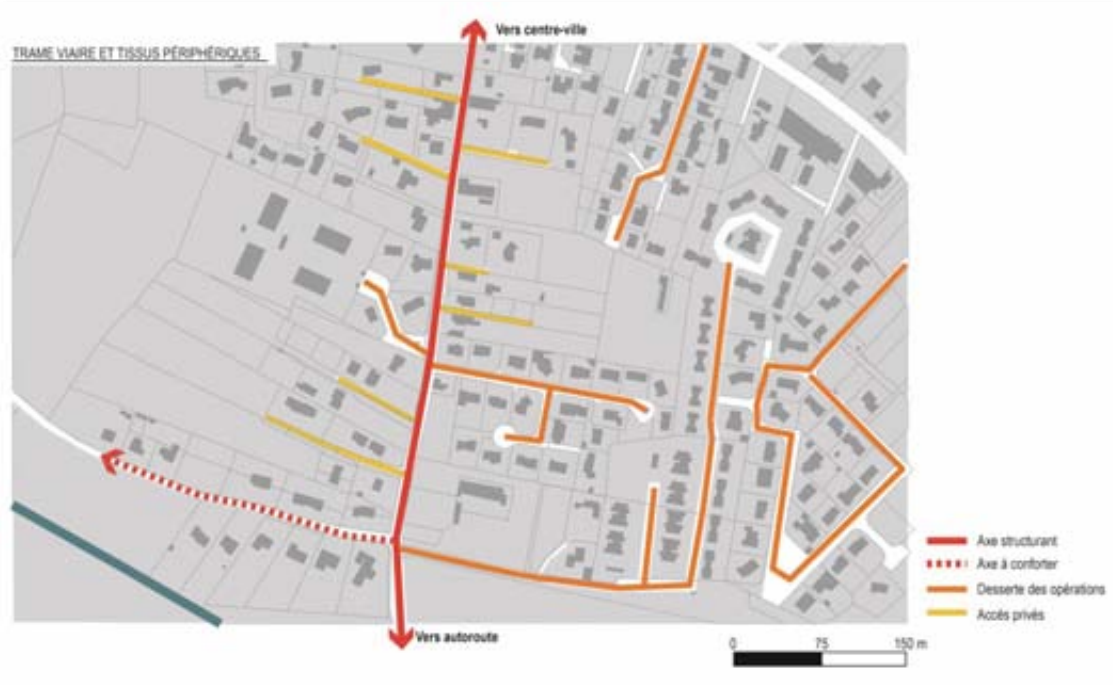 Vers centre-ville
TRAME VIAIRE ET TISSUS PÉRIPHÉRIQUES
Axe structurant
Axe à conforter
Desserte des opérations
Accés privés
Vers autoroute
0 75 150 m